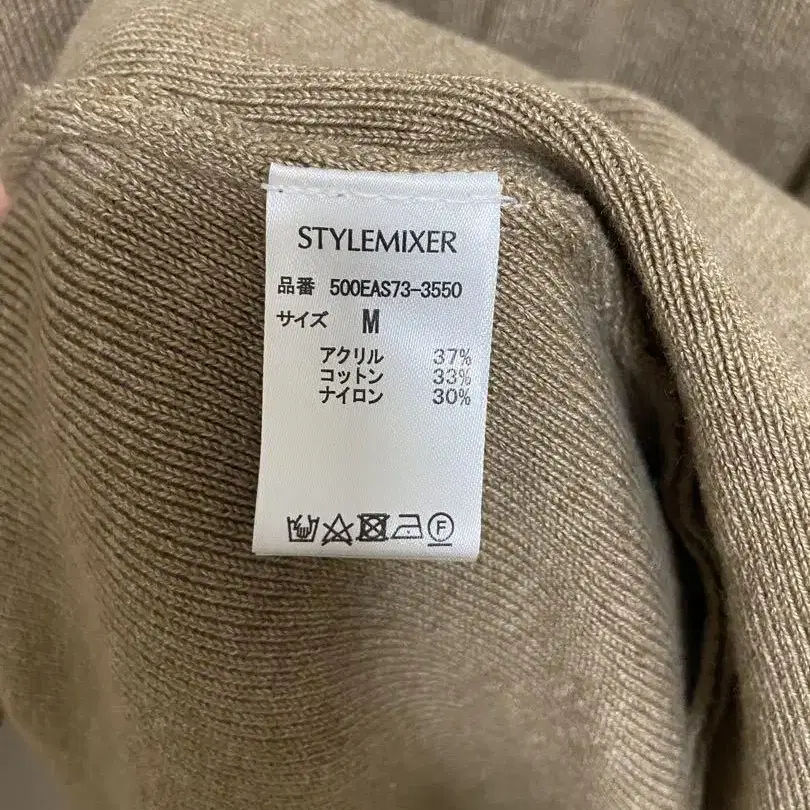 STYLEMIXER
品番 500EAS73-3550
サイズ M
アクリル 37%
コットン 33%
ナイロン 30%
F